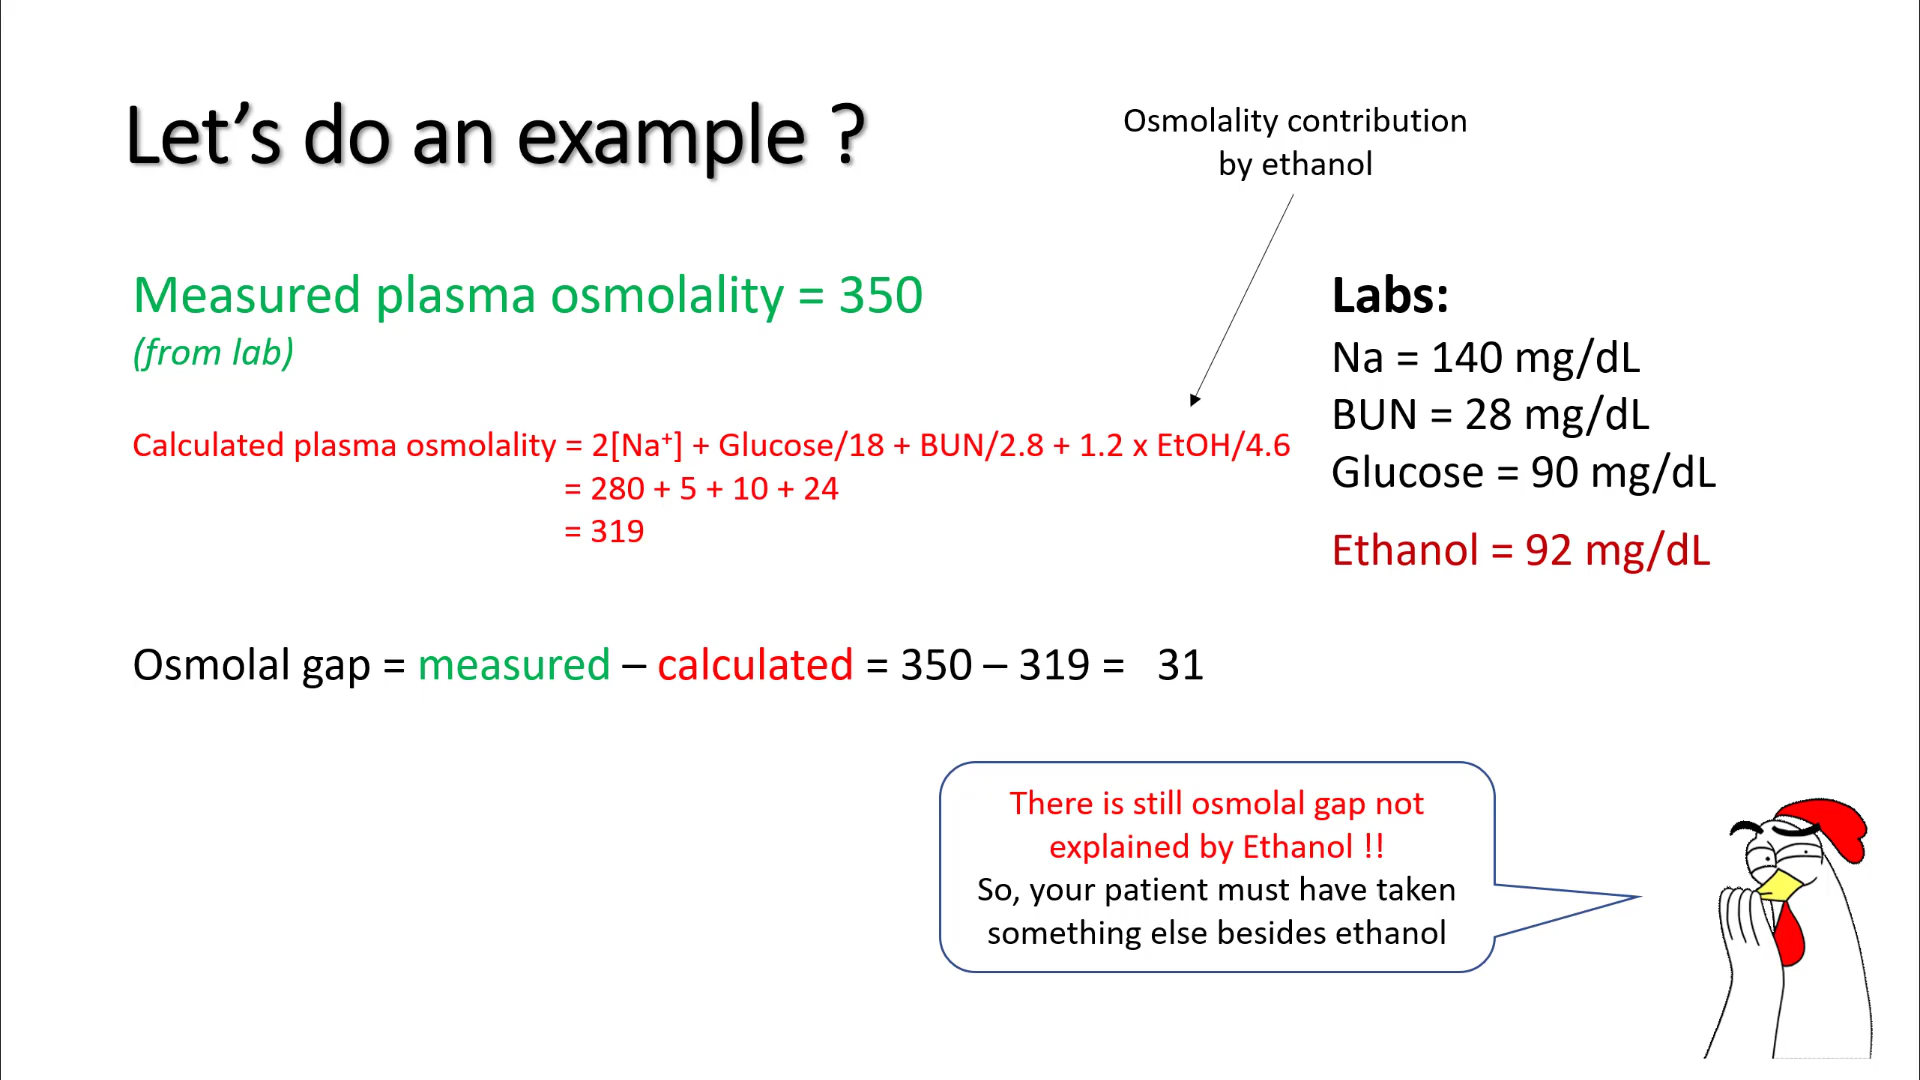 Let’s do an example ?
Osmolality contribution
by ethanol
Measured plasma osmolality = 350
(from lab)
Calculated plasma osmolality = 2[Na⁺] + Glucose/18 + BUN/2.8 + 1.2 x EtOH/4.6
= 280 + 5 + 10 + 24
= 319
Labs:
Na = 140 mg/dL
BUN = 28 mg/dL
Glucose = 90 mg/dL
Ethanol = 92 mg/dL
Osmolal gap = measured – calculated = 350 – 319 = 31
There is still osmolal gap not
explained by Ethanol !!
So, your patient must have taken
something else besides ethanol